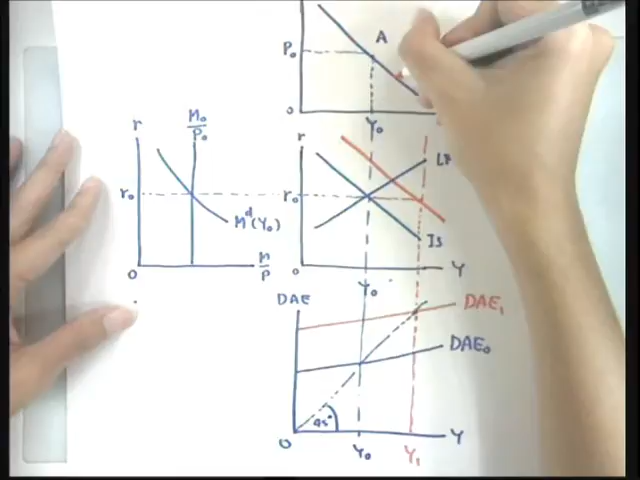 P₀
A
0
Y₀
r
M₀/P₀
r₀
Mᵈ(Y₀)
0
M/P
r
r₀
IS
0
Y
Y₀
DAE
DAE₁
DAE₀
45°
0
Y₀
Y₁
Y